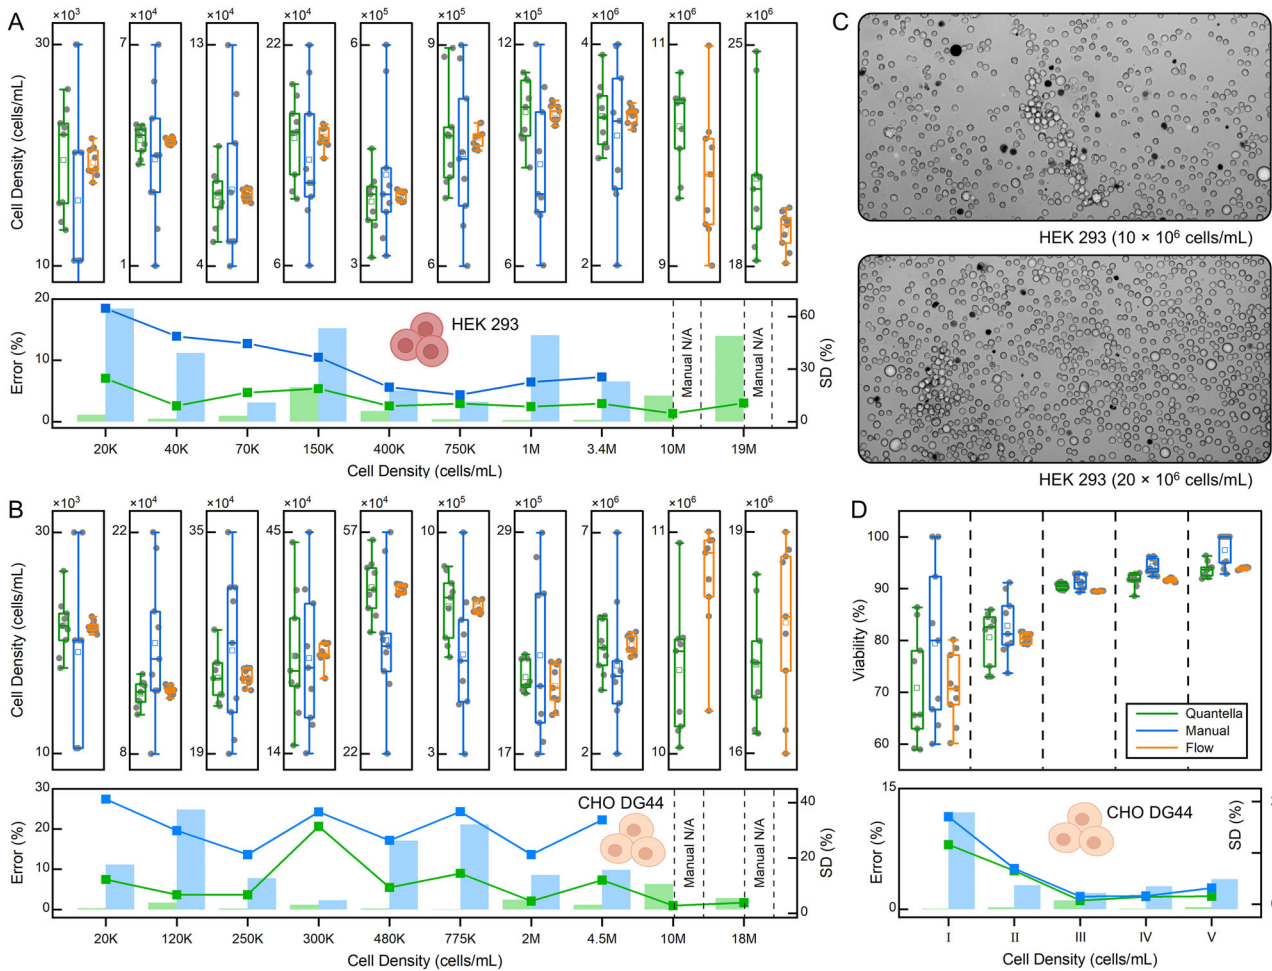 A
×10³ ×10⁴ ×10⁴ ×10⁴ ×10⁵ ×10⁵ ×10⁵ ×10⁶ ×10⁶ ×10⁶
30 7 13 22 6 9 12 4 11 25
Cell Density (cells/mL)
10 1 4 6 3 6 6 2 9 18
20 10 0
Error (%)
HEK 293
Manual N/A
Manual N/A
60 30 0
SD (%)
20K 40K 70K 150K 400K 750K 1M 3.4M 10M 19M
Cell Density (cells/mL)
C
HEK 293 (10 × 10⁶ cells/mL)
HEK 293 (20 × 10⁶ cells/mL)
B
×10³ ×10⁴ ×10⁴ ×10⁴ ×10⁴ ×10⁵ ×10⁵ ×10⁶ ×10⁶ ×10⁶
30 22 35 45 57 10 29 7 11 19
Cell Density (cells/mL)
10 8 19 14 22 3 17 2 10 16
30 20 10 0
Error (%)
CHO DG44
Manual N/A
Manual N/A
40 20 0
SD (%)
20K 120K 250K 300K 480K 775K 2M 4.5M 10M 18M
Cell Density (cells/mL)
D
100 90 80 70 60
Viability (%)
Quantella
Manual
Flow
15
0
Error (%)
CHO DG44
SD (%)
I II III IV V
Cell Density (cells/mL)